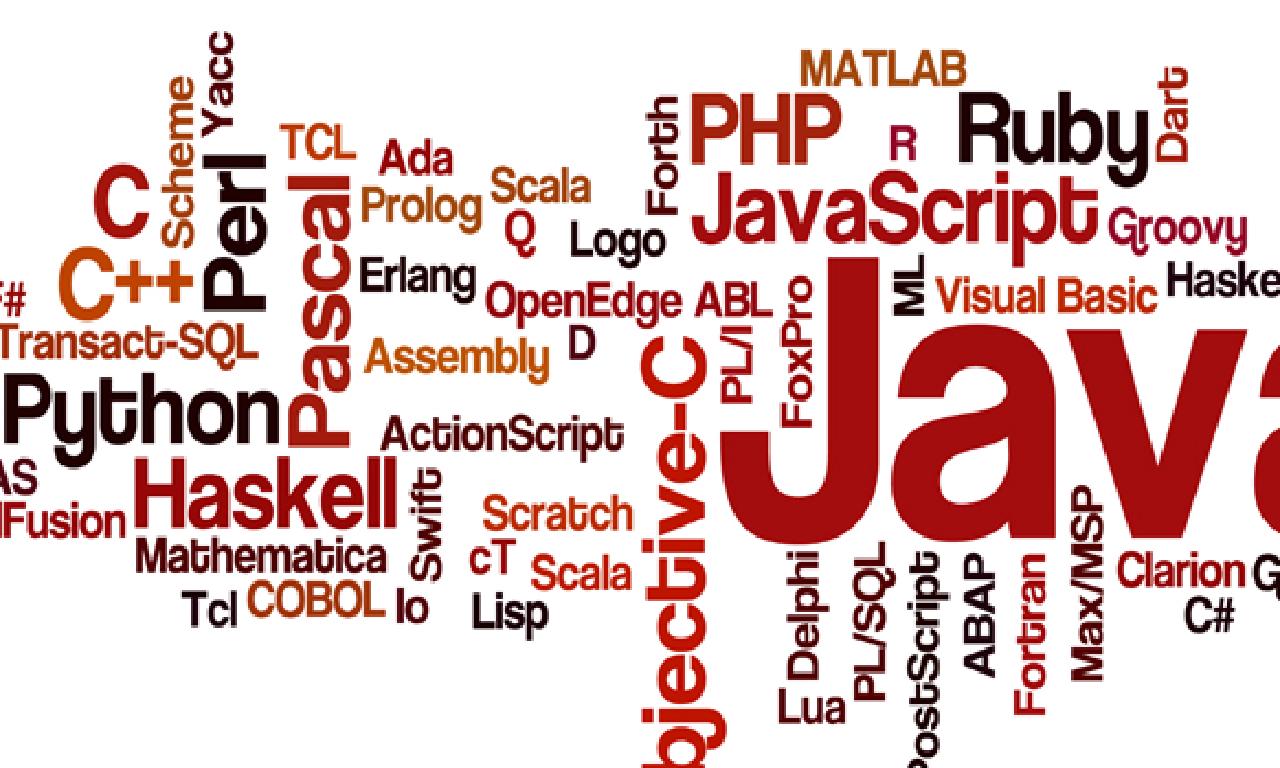 Yacc
MATLAB
Dart
Scheme
Perl
TCL
Ada
Forth
PHP
R
Ruby
C
Pascal
Prolog
Scala
Q
Logo
JavaScript
Groovy
C++
Erlang
OpenEdge ABL
ML
Visual Basic
Haske
F#
Transact-SQL
Assembly
D
PL/I
FoxPro
Java
Python
ActionScript
Objective-C
AS
Haskell
Swift
Fusion
Scratch
Mathematica
cT
Scala
Tcl
COBOL
Io
Lisp
Delphi
PL/SQL
PostScript
ABAP
Fortran
Max/MSP
Clarion
G
C#
Lua